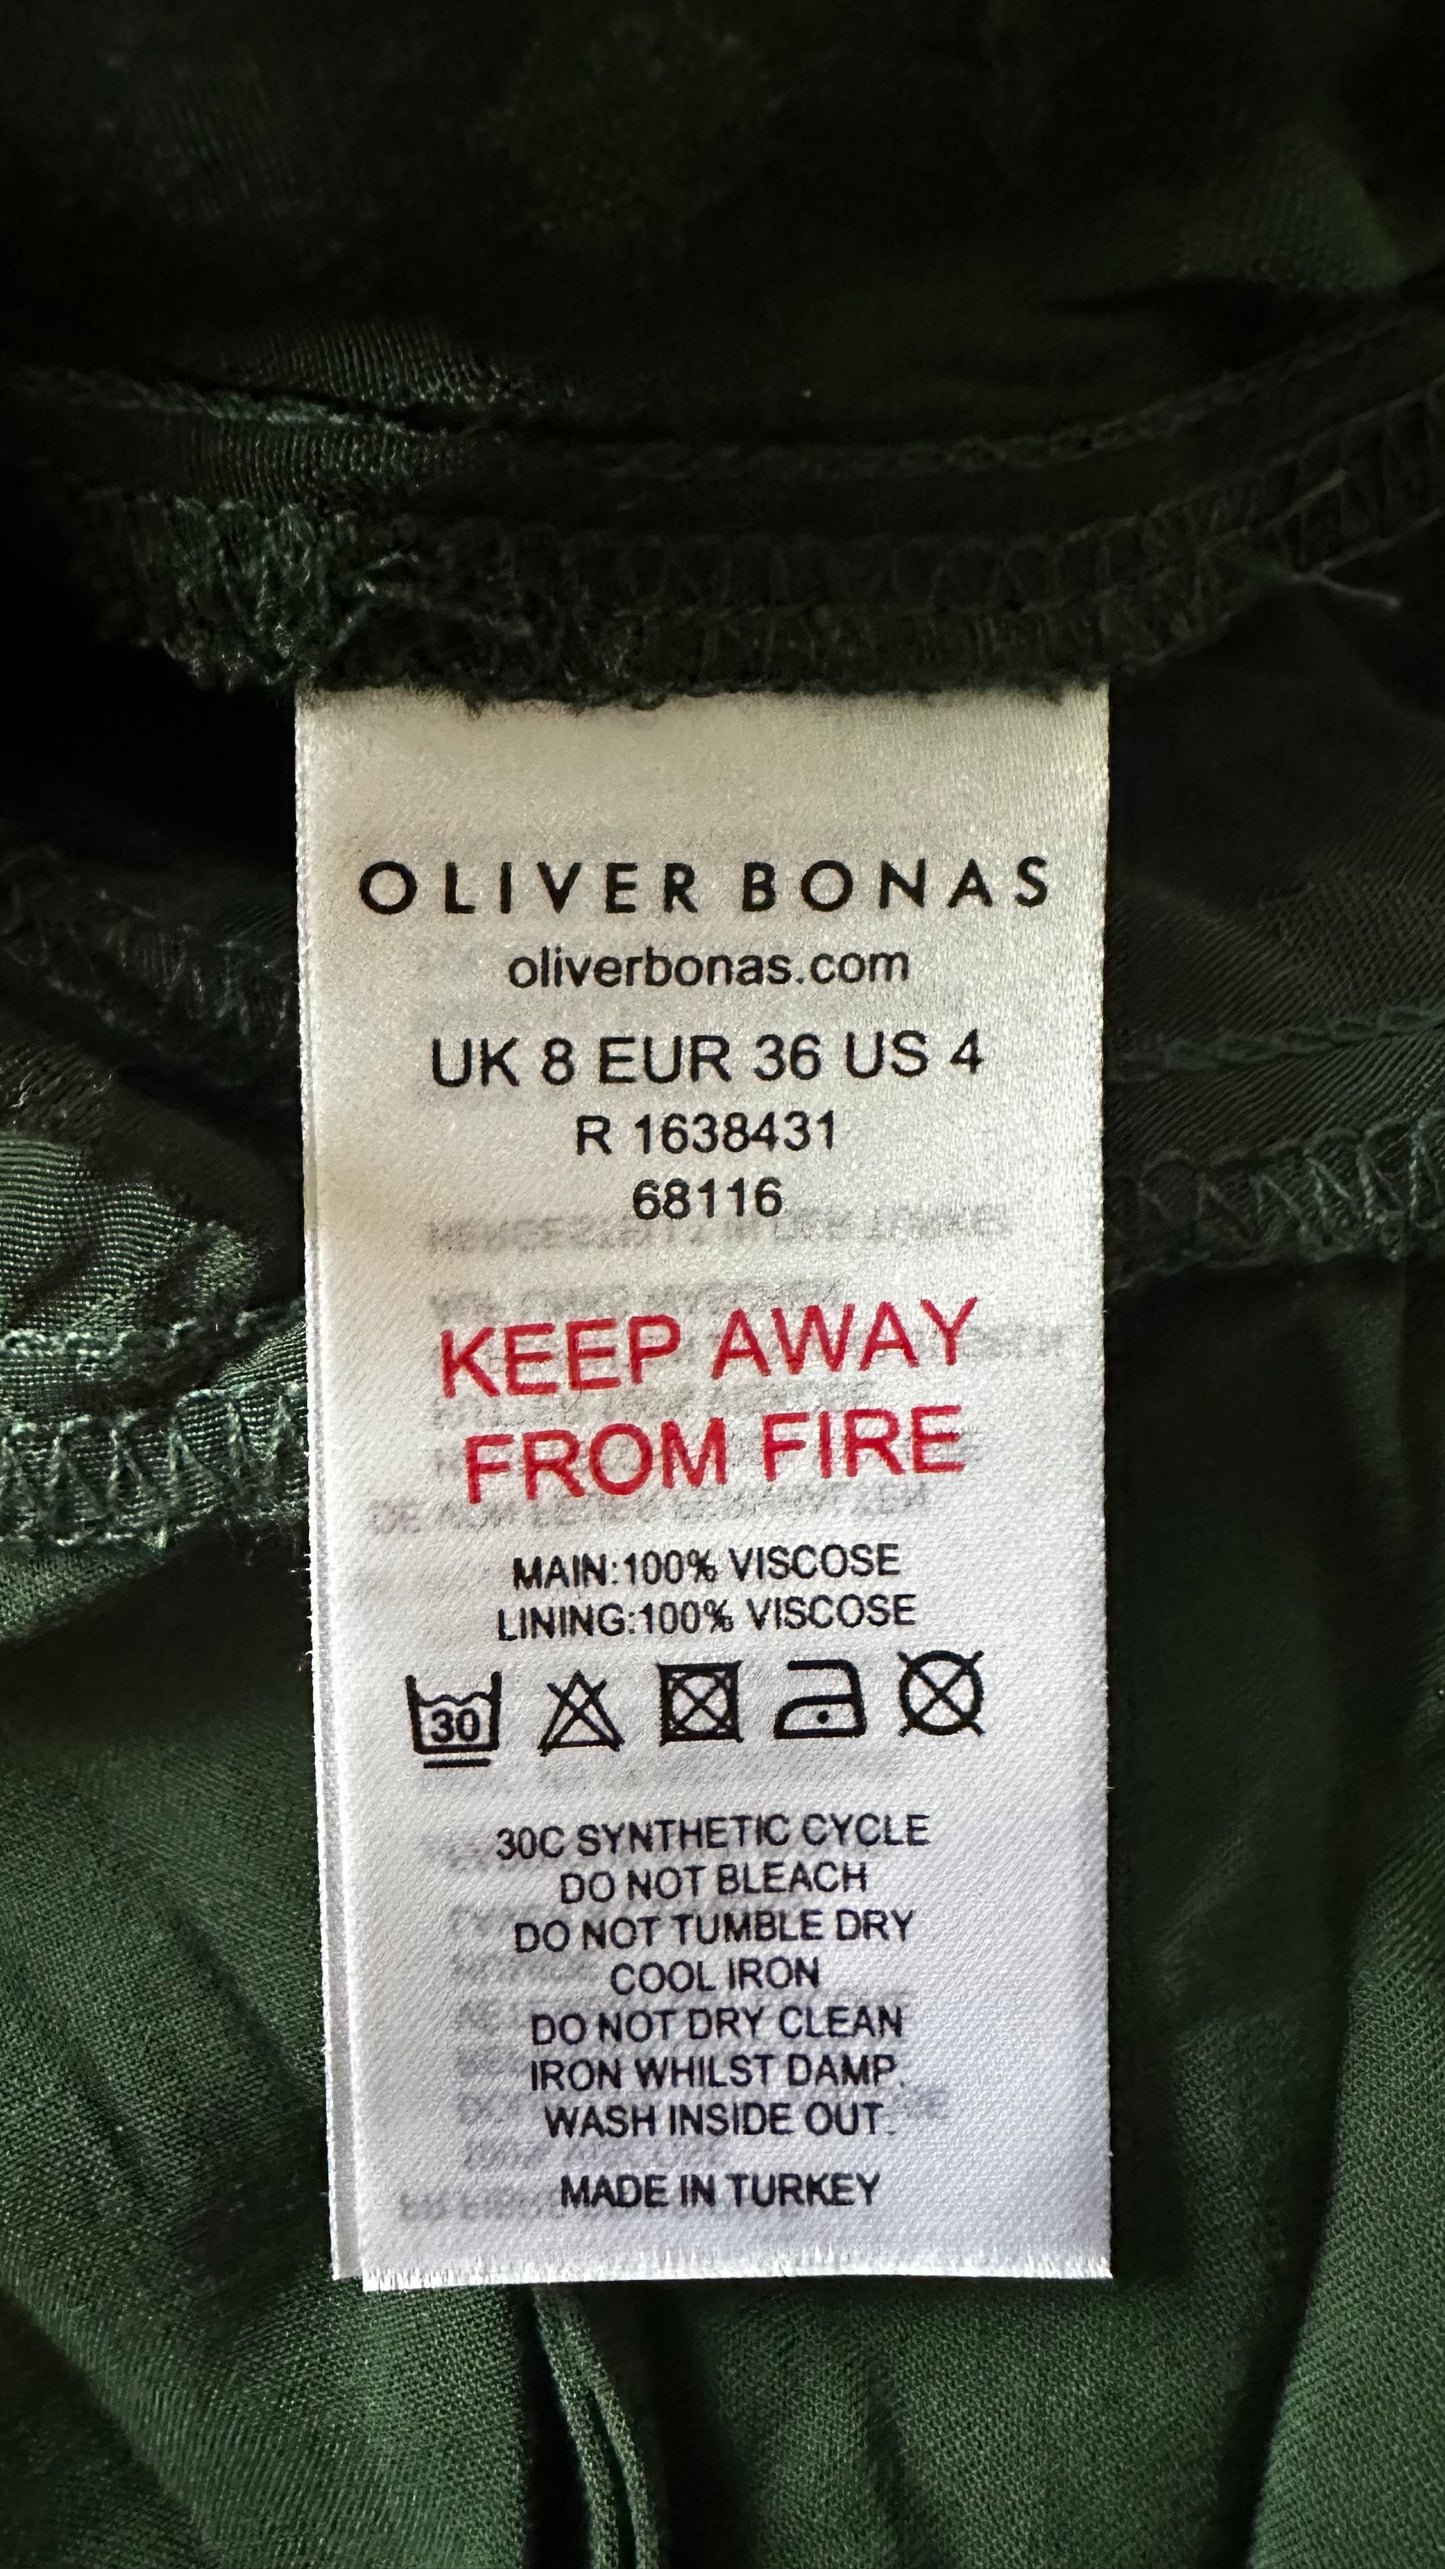 OLIVER BONAS
oliverbonas.com
UK 8 EUR 36 US 4
R 1638431
68116
KEEP AWAY
FROM FIRE
MAIN:100% VISCOSE
LINING:100% VISCOSE
30
30C SYNTHETIC CYCLE
DO NOT BLEACH
DO NOT TUMBLE DRY
COOL IRON
DO NOT DRY CLEAN
IRON WHILST DAMP.
WASH INSIDE OUT.
MADE IN TURKEY